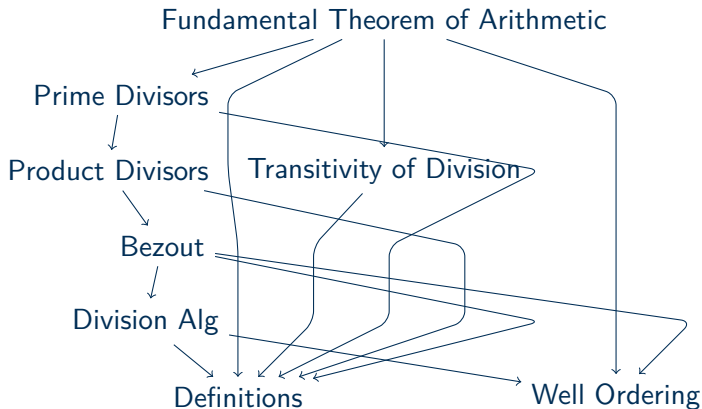 Fundamental Theorem of Arithmetic
Prime Divisors
Product Divisors
Transitivity of Division
Bezout
Division Alg
Definitions
Well Ordering